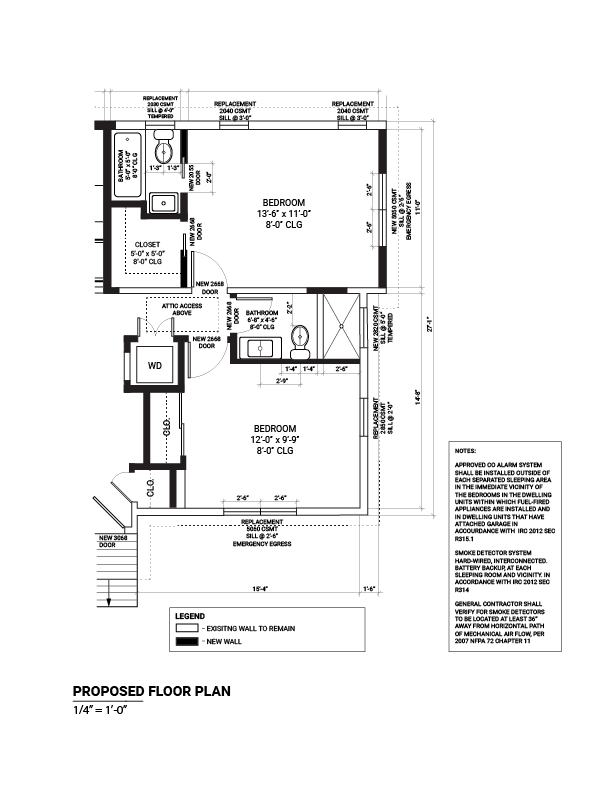 REPLACEMENT
2030 CSMT
SILL @ 4'-0"
TEMPERED
REPLACEMENT
2040 CSMT
SILL @ 3'-0"
REPLACEMENT
2040 CSMT
SILL @ 3'-0"
BATHROOM
5'-0" x 5'-0"
8'0" CLG
1'-3"
1'-3"
NEW 2055
DOOR
2'-0"
BEDROOM
13'-6" x 11'-0"
8'-0" CLG
2'-6"
2'-6"
NEW 5050 CSMT
SILL @ 2'-6"
EMERGENCY EGRESS
11'-0"
NEW 2668
DOOR
CLOSET
5'-0" x 5'-0"
8'-0" CLG
NEW 2668
DOOR
ATTIC ACCESS
ABOVE
NEW 2668
DOOR
NEW 2668
DOOR
BATHROOM
6'-8" x 4'-6"
8'-0" CLG
2'-2"
NEW 2820 CSMT
SILL @ 5'-0"
TEMPERED
27'-1"
WD
1'-4"
1'-4"
2'-6"
2'-9"
14'-8"
CLO.
BEDROOM
12'-0" x 9'-9"
8'-0" CLG
REPLACEMENT
2850 CSMT
SILL @ 2'-0"
CLO.
2'-6"
2'-6"
REPLACEMENT
5050 CSMT
SILL @ 2'-6"
EMERGENCY EGRESS
NEW 3068
DOOR
15'-4"
1'-6"
NOTES:
APPROVED CO ALARM SYSTEM
SHALL BE INSTALLED OUTSIDE OF
EACH SEPARATED SLEEPING AREA
IN THE IMMEDIATE VICINITY OF
THE BEDROOMS IN THE DWELLING
UNITS WITHIN WHICH FUEL-FIRED
APPLIANCES ARE INSTALLED AND
IN DWELLING UNITS THAT HAVE
ATTACHED GARAGE IN
ACCOURDANCE WITH IRC 2012 SEC
R315.1
SMOKE DETECTOR SYSTEM
HARD-WIRED, INTERCONNECTED.
BATTERY BACKUP, AT EACH
SLEEPING ROOM AND VICINITY. IN
ACCORDANCE WITH IRC 2012 SEC
R314
GENERAL CONTRACTOR SHALL
VERIFY FOR SMOKE DETECTORS
TO BE LOCATED AT LEAST 36"
AWAY FROM HORIZONTAL PATH
OF MECHANICAL AIR FLOW, PER
2007 NFPA 72 CHAPTER 11
LEGEND
- EXISITNG WALL TO REMAIN
- NEW WALL
PROPOSED FLOOR PLAN
1/4" = 1'-0"